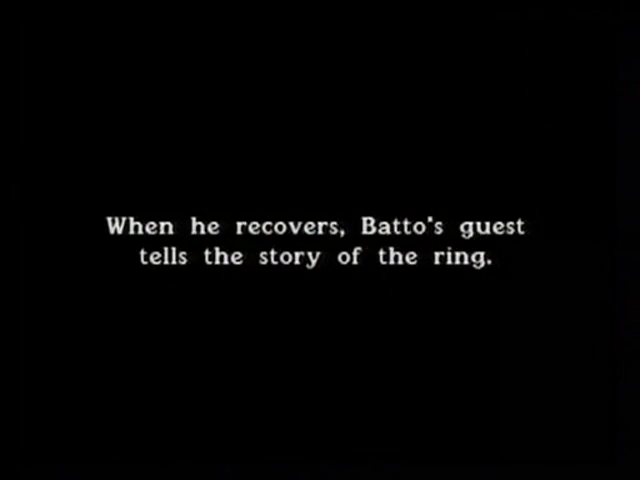 When he recovers, Batto's guest
tells the story of the ring.